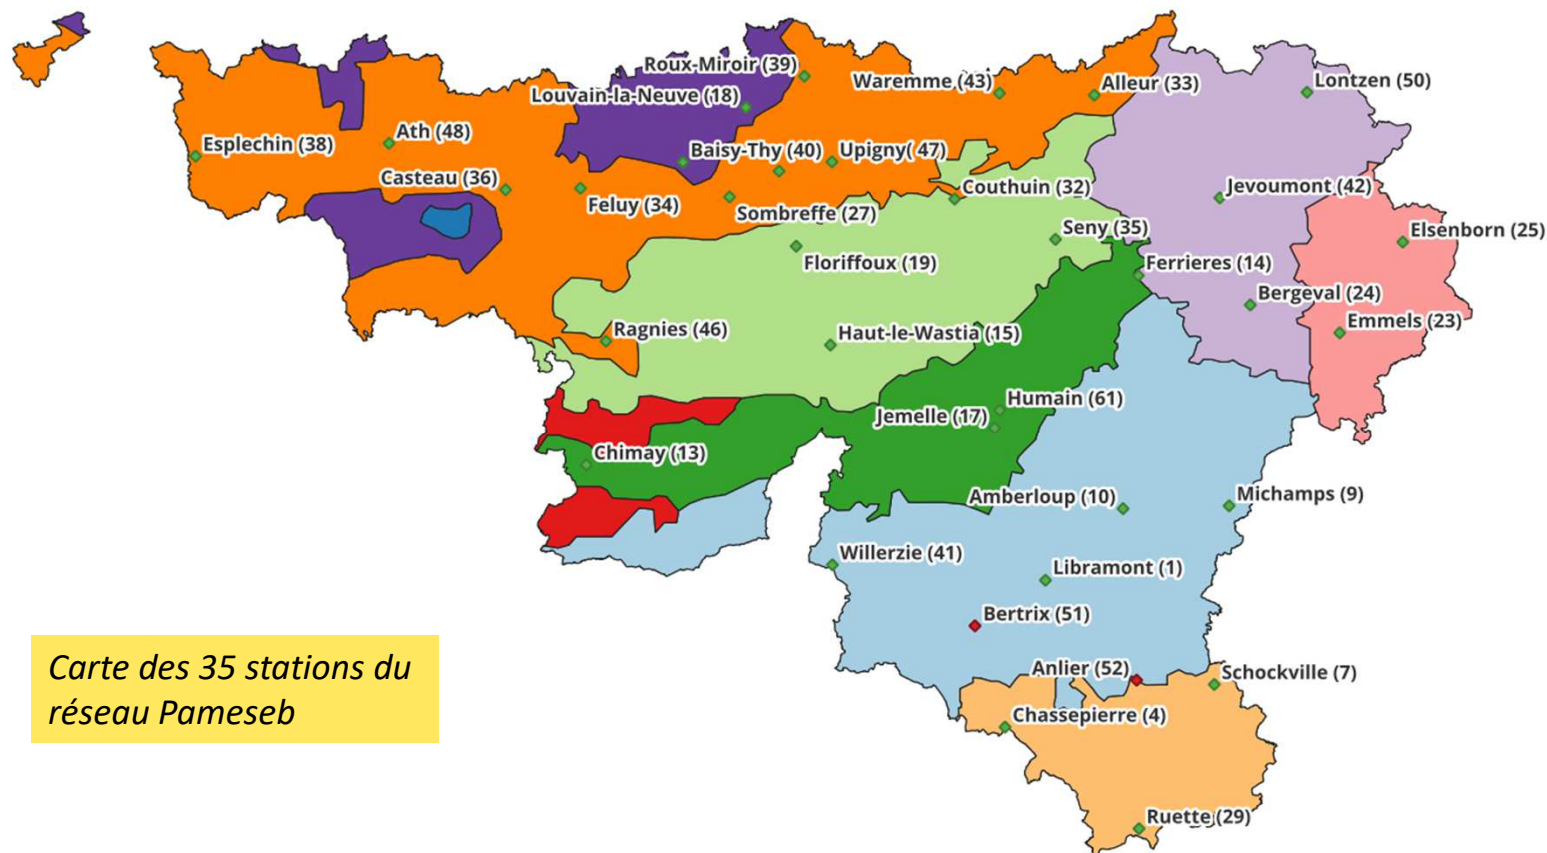 Roux-Miroir (39)
Waremme (43)
Alleur (33)
Lontzen (50)
Louvain-la-Neuve (18)
Esplechin (38)
Ath (48)
Baisy-Thy (40)
Upigny( 47)
Casteau (36)
Feluy (34)
Sombreffe (27)
Couthuin (32)
Jevoumont (42)
Seny (35)
Elsenborn (25)
Floriffoux (19)
Ferrieres (14)
Bergeval (24)
Emmels (23)
Ragnies (46)
Haut-le-Wastia (15)
Humain (61)
Jemelle (17)
Chimay (13)
Amberloup (10)
Michamps (9)
Willerzie (41)
Libramont (1)
Bertrix (51)
Anlier (52)
Schockville (7)
Chassepierre (4)
Ruette (29)
Carte des 35 stations du
réseau Pameseb